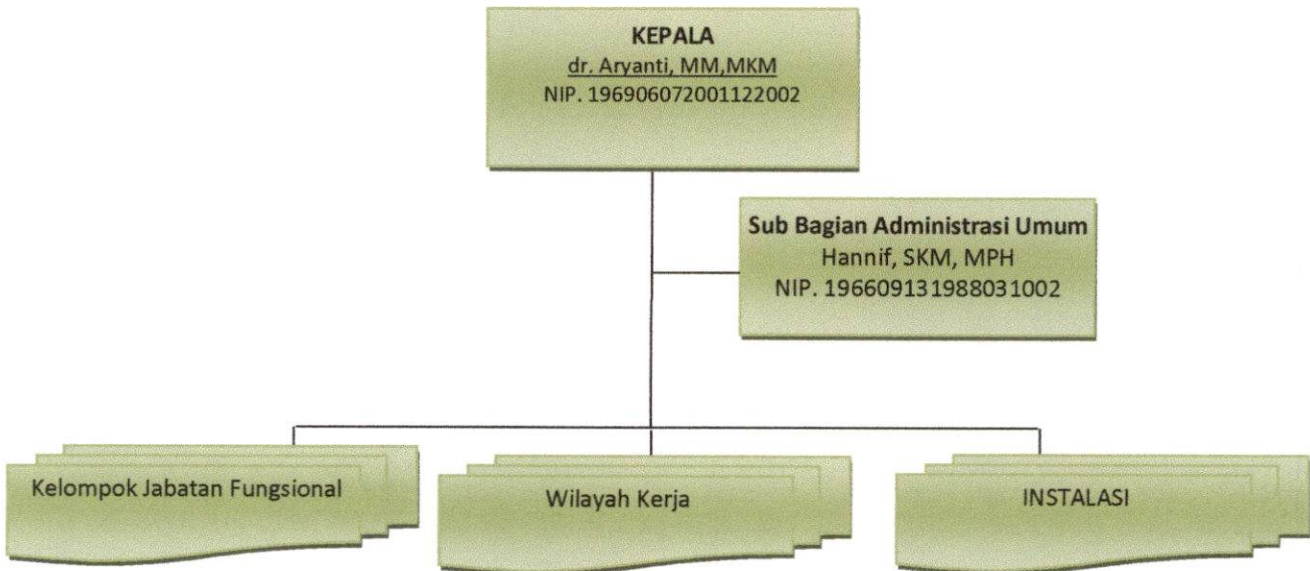 KEPALA
dr. Aryanti, MM,MKM
NIP. 196906072001122002
Sub Bagian Administrasi Umum
Hannif, SKM, MPH
NIP. 196609131988031002
Kelompok Jabatan Fungsional
Wilayah Kerja
INSTALASI